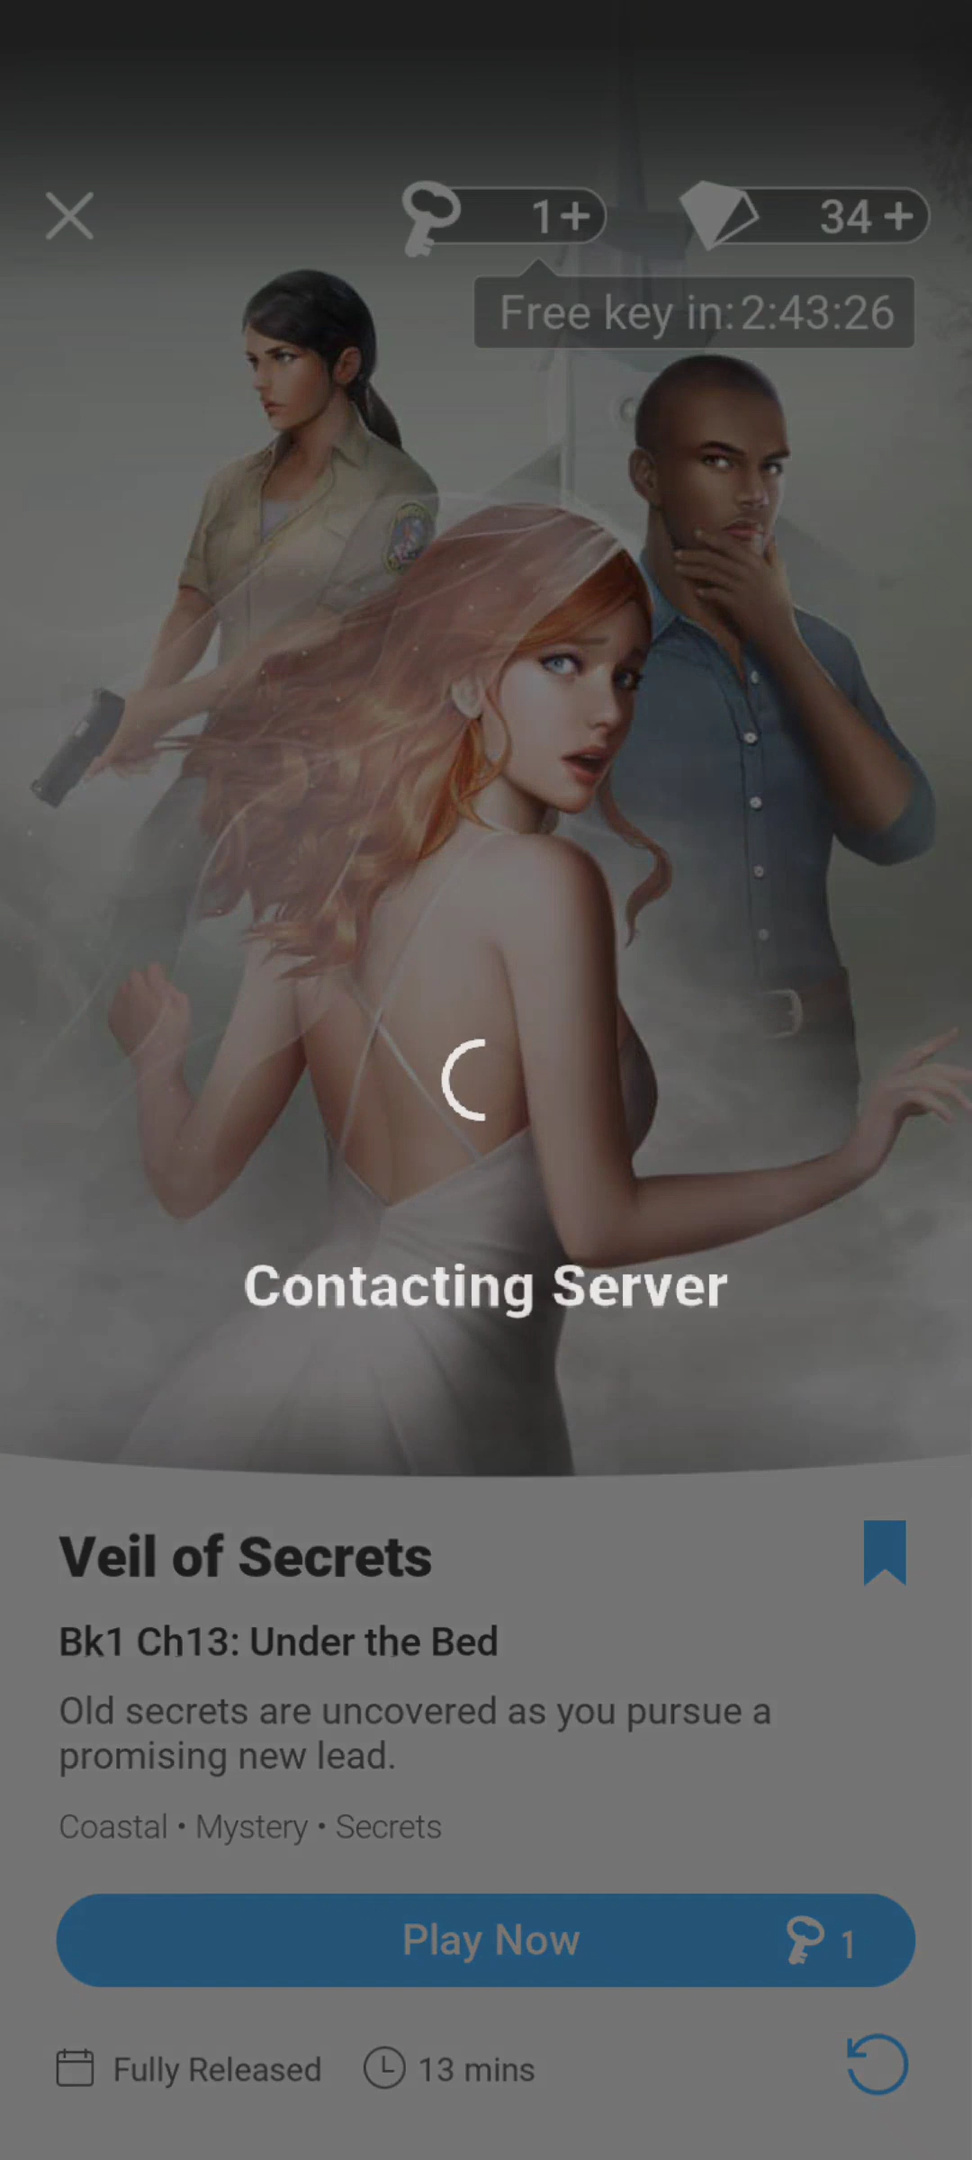 1+
34 +
Free key in: 2:43:26
Contacting Server
Veil of Secrets
Bk1 Ch13: Under the Bed
Old secrets are uncovered as you pursue a
promising new lead.
Coastal • Mystery • Secrets
Play Now 1
Fully Released 13 mins